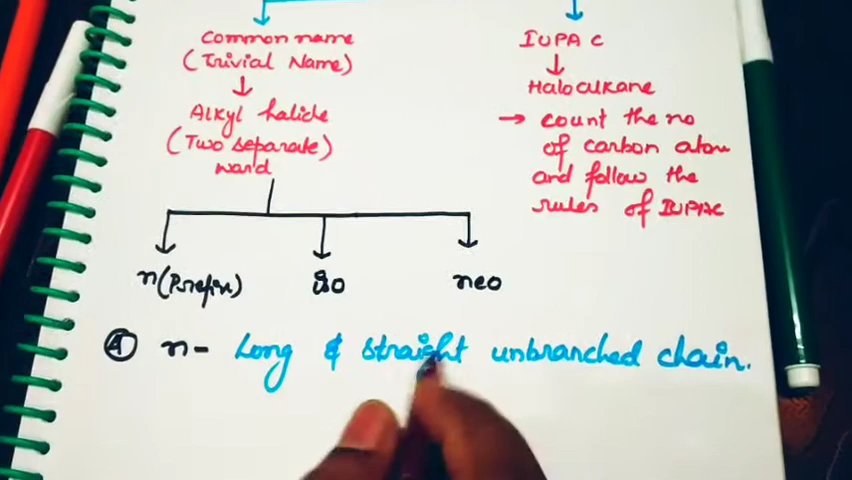 Common name
(Trivial Name)
Alkyl halide
(Two separate)
word
IUPAC
Haloalkane
→ count the no
of carbon atom
and follow the
rules of IUPAC
n(Prefix)
iso
neo
A n- Long & straight unbranched chain.